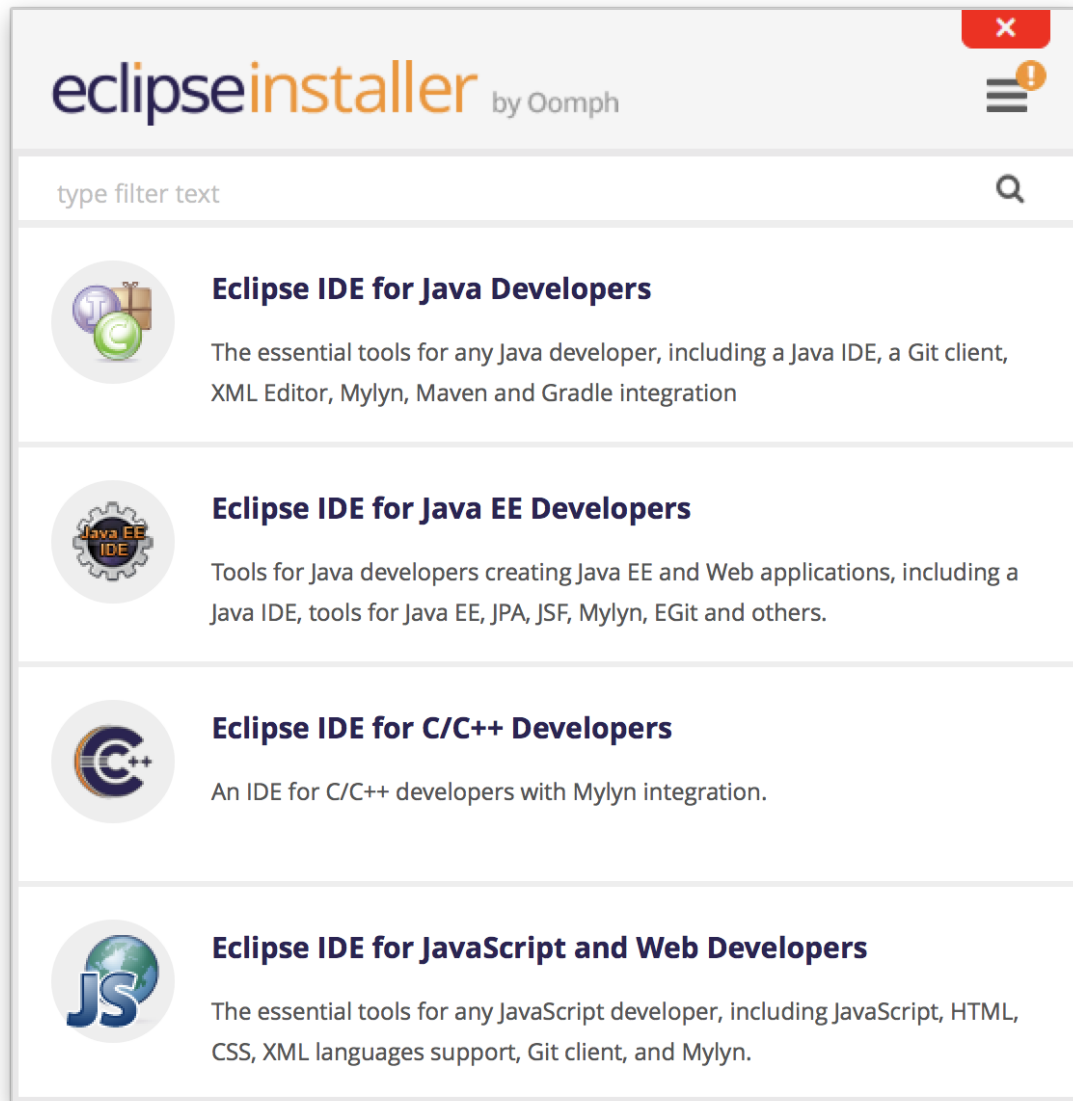 eclipseinstaller by Oomph
type filter text
Eclipse IDE for Java Developers
The essential tools for any Java developer, including a Java IDE, a Git client,
XML Editor, Mylyn, Maven and Gradle integration
Java EE
IDE
Eclipse IDE for Java EE Developers
Tools for Java developers creating Java EE and Web applications, including a
Java IDE, tools for Java EE, JPA, JSF, Mylyn, EGit and others.
C++
Eclipse IDE for C/C++ Developers
An IDE for C/C++ developers with Mylyn integration.
JS
Eclipse IDE for JavaScript and Web Developers
The essential tools for any JavaScript developer, including JavaScript, HTML,
CSS, XML languages support, Git client, and Mylyn.